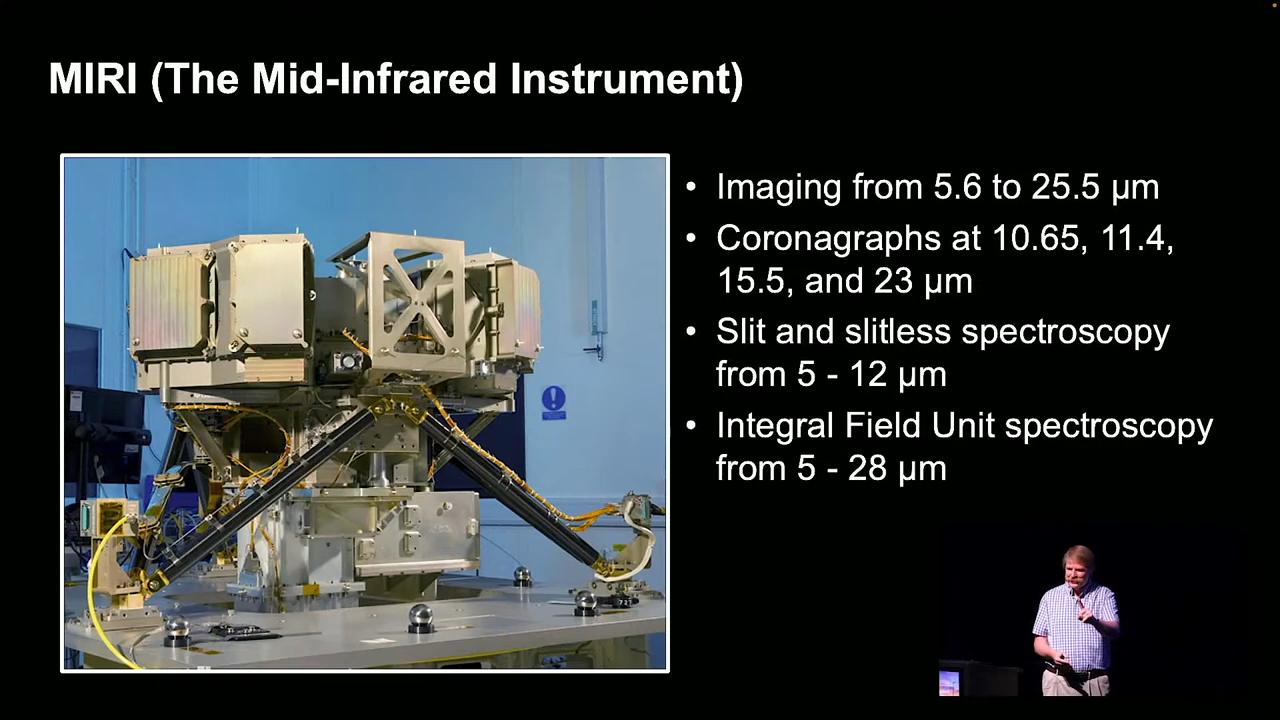 MIRI (The Mid-Infrared Instrument)
• Imaging from 5.6 to 25.5 µm
• Coronagraphs at 10.65, 11.4,
15.5, and 23 µm
• Slit and slitless spectroscopy
from 5 - 12 µm
• Integral Field Unit spectroscopy
from 5 - 28 µm